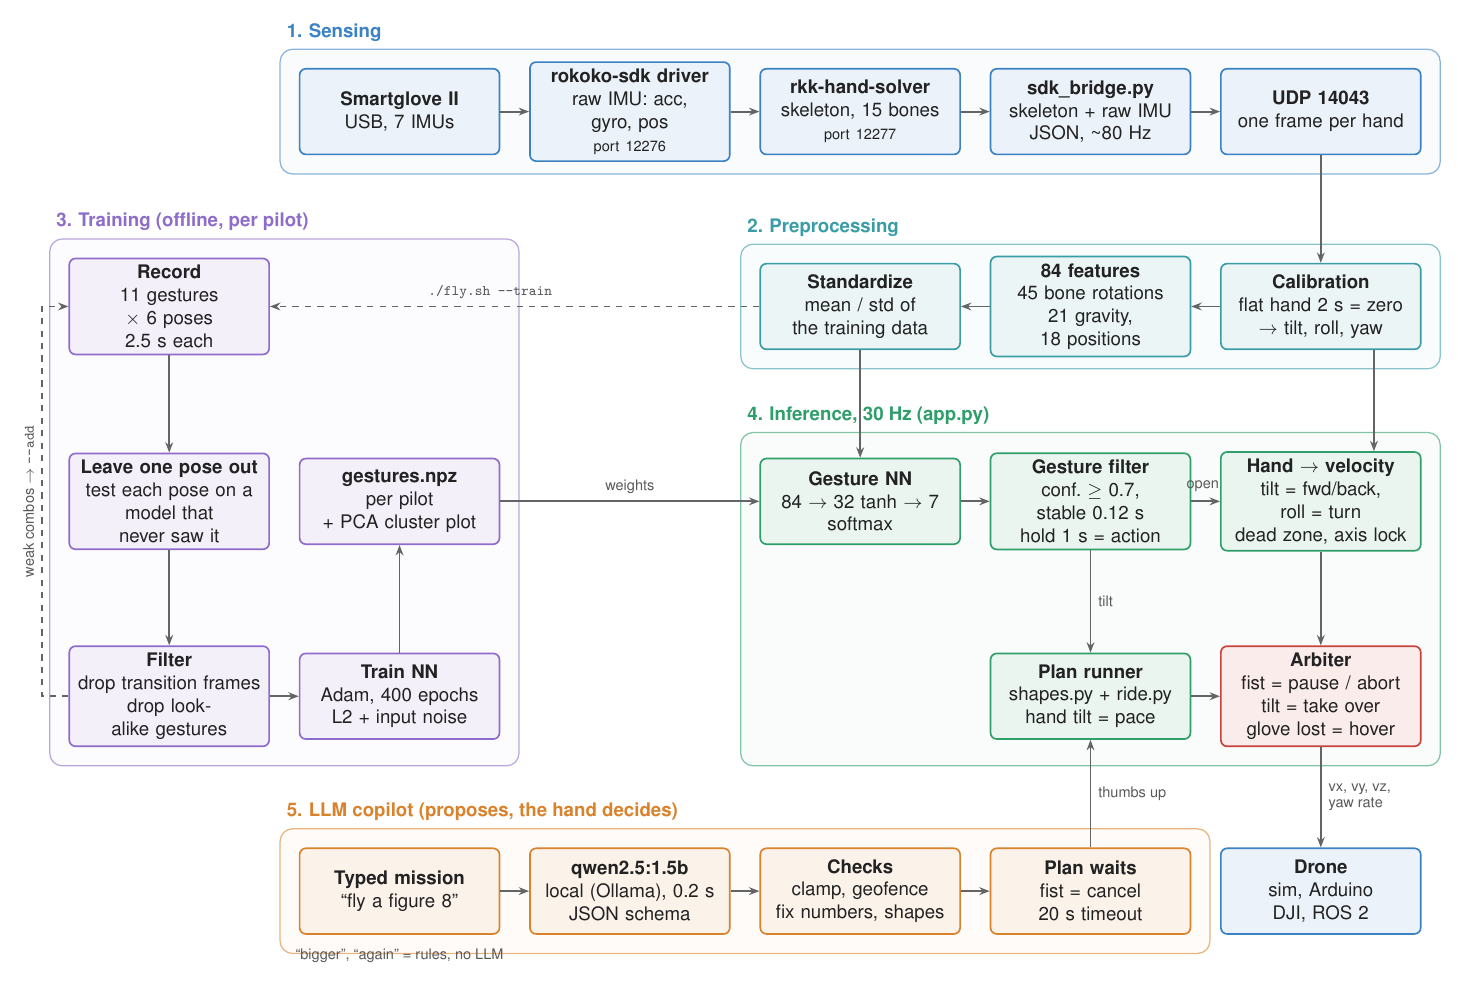 1. Sensing
Smartglove II
USB, 7 IMUs
rokoko-sdk driver
raw IMU: acc,
gyro, pos
port 12276
rkk-hand-solver
skeleton, 15 bones
port 12277
sdk_bridge.py
skeleton + raw IMU
JSON, ~80 Hz
UDP 14043
one frame per hand
3. Training (offline, per pilot)
Record
11 gestures
× 6 poses
2.5 s each
./fly.sh --train
weak combos → --add
Leave one pose out
test each pose on a
model that
never saw it
gestures.npz
per pilot
+ PCA cluster plot
Filter
drop transition frames
drop look-
alike gestures
Train NN
Adam, 400 epochs
L2 + input noise
weights
2. Preprocessing
Standardize
mean / std of
the training data
84 features
45 bone rotations
21 gravity,
18 positions
Calibration
flat hand 2 s = zero
→ tilt, roll, yaw
4. Inference, 30 Hz (app.py)
Gesture NN
84 → 32 tanh → 7
softmax
Gesture filter
conf. ≥ 0.7,
stable 0.12 s
hold 1 s = action
open
Hand → velocity
tilt = fwd/back,
roll = turn
dead zone, axis lock
tilt
Plan runner
shapes.py + ride.py
hand tilt = pace
Arbiter
fist = pause / abort
tilt = take over
glove lost = hover
thumbs up
vx, vy, vz,
yaw rate
5. LLM copilot (proposes, the hand decides)
Typed mission
“fly a figure 8”
qwen2.5:1.5b
local (Ollama), 0.2 s
JSON schema
Checks
clamp, geofence
fix numbers, shapes
Plan waits
fist = cancel
20 s timeout
Drone
sim, Arduino
DJI, ROS 2
“bigger”, “again” = rules, no LLM